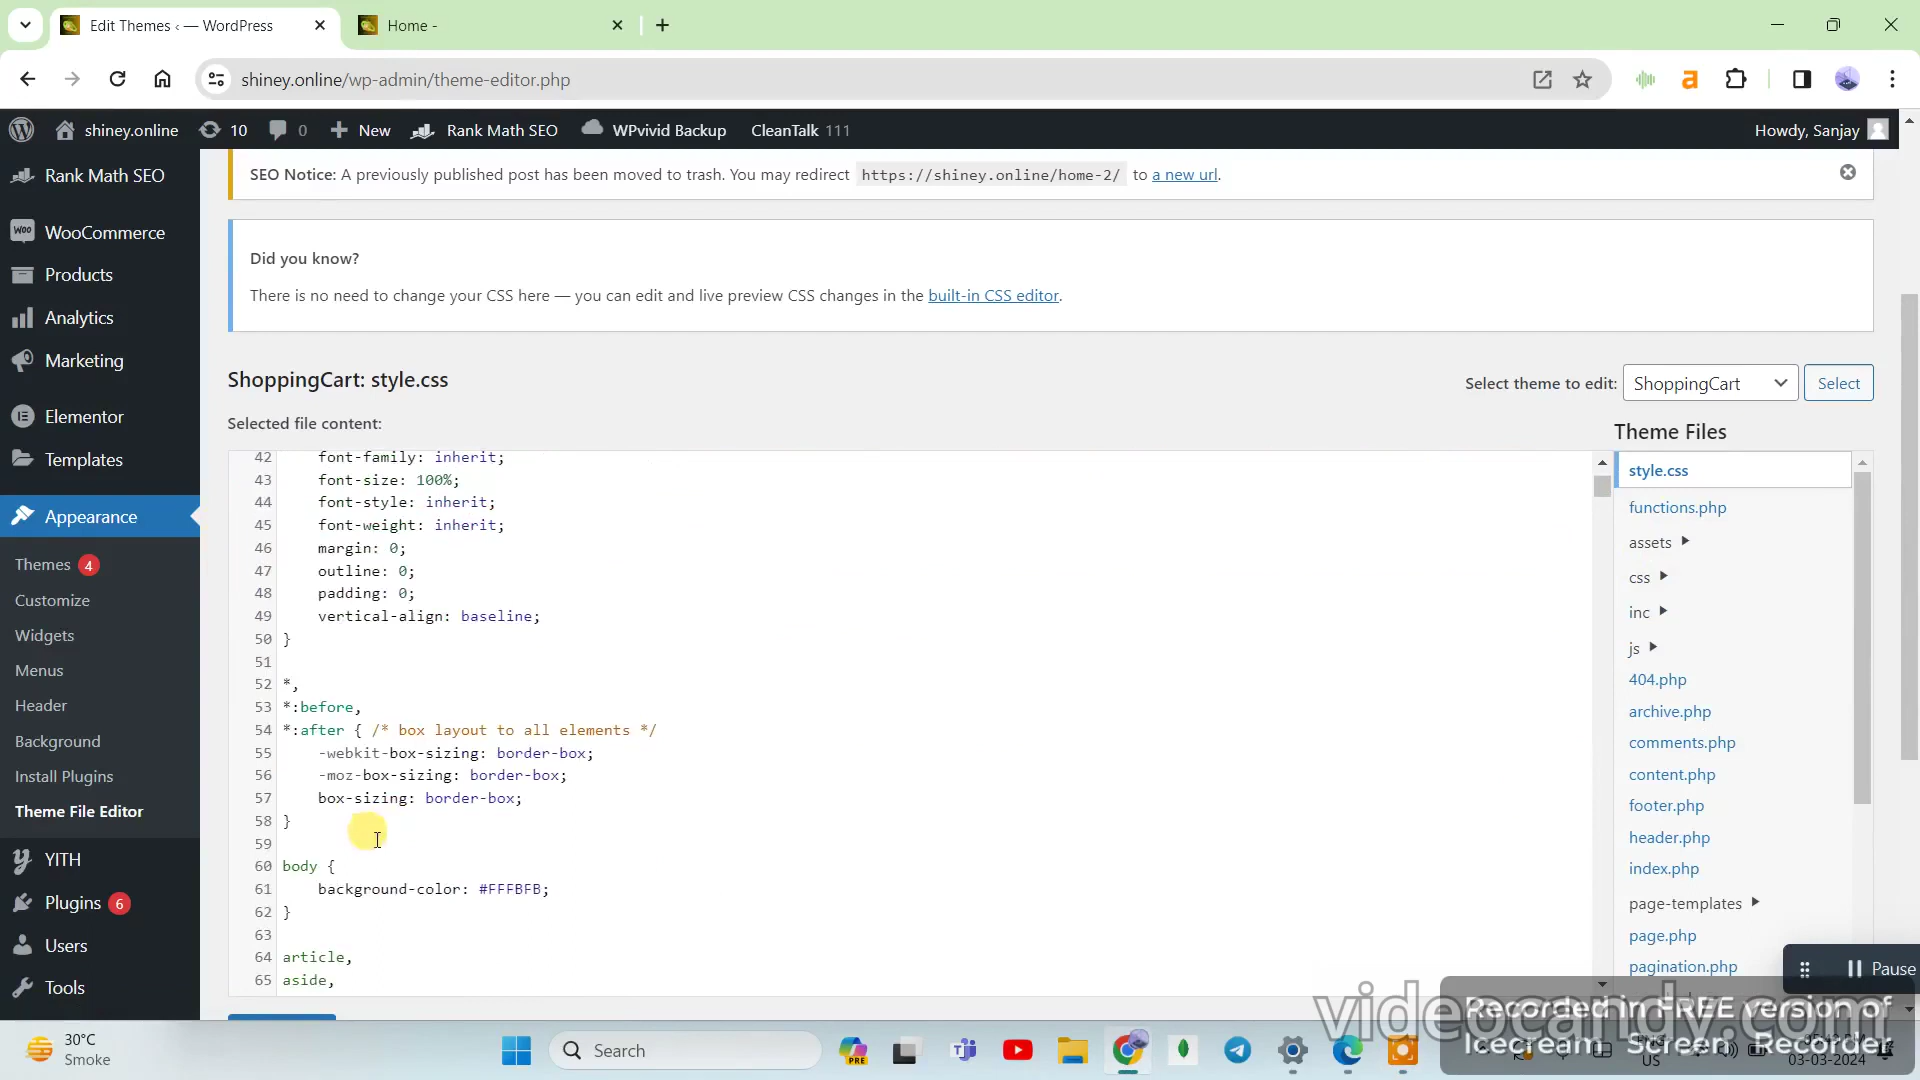 Edit Themes ‹ — WordPress
Home -
shiney.online/wp-admin/theme-editor.php
shiney.online 10 0 New Rank Math SEO WPvivid Backup CleanTalk 111 Howdy, Sanjay
Rank Math SEO
WooCommerce
Products
Analytics
Marketing
Elementor
Templates
Appearance
Themes 4
Customize
Widgets
Menus
Header
Background
Install Plugins
Theme File Editor
YITH
Plugins 6
Users
Tools
SEO Notice: A previously published post has been moved to trash. You may redirect https://shiney.online/home-2/ to a new url.
Did you know?
There is no need to change your CSS here — you can edit and live preview CSS changes in the built-in CSS editor.
ShoppingCart: style.css
Select theme to edit: ShoppingCart Select
Selected file content:
42 font-family: inherit;
43 font-size: 100%;
44 font-style: inherit;
45 font-weight: inherit;
46 margin: 0;
47 outline: 0;
48 padding: 0;
49 vertical-align: baseline;
50 }
51
52 *,
53 *:before,
54 *:after { /* box layout to all elements */
55 -webkit-box-sizing: border-box;
56 -moz-box-sizing: border-box;
57 box-sizing: border-box;
58 }
59
60 body {
61 background-color: #FFFBFB;
62 }
63
64 article,
65 aside,
Theme Files
style.css
functions.php
assets
css
inc
js
404.php
archive.php
comments.php
content.php
footer.php
header.php
index.php
page-templates
page.php
pagination.php
Pause
videocandy.com
Recorded in FREE version of
Icecream Screen Recorder
30°C
Smoke
Search
PRE
ENG
US
03-03-2024